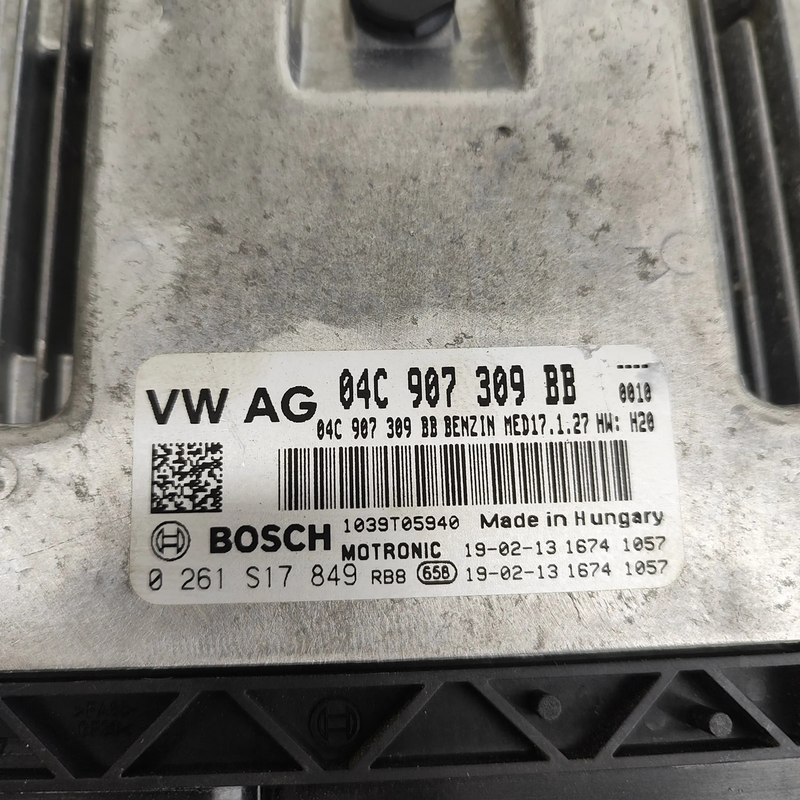 VW AG 04C 907 309 BB ----
0010
04C 907 309 BB BENZIN MED17.1.27 HW: H20
BOSCH 1039T05940 Made in Hungary
MOTRONIC 19-02-13 1674 1057
0 261 S17 849 RB8 658 19-02-13 1674 1057